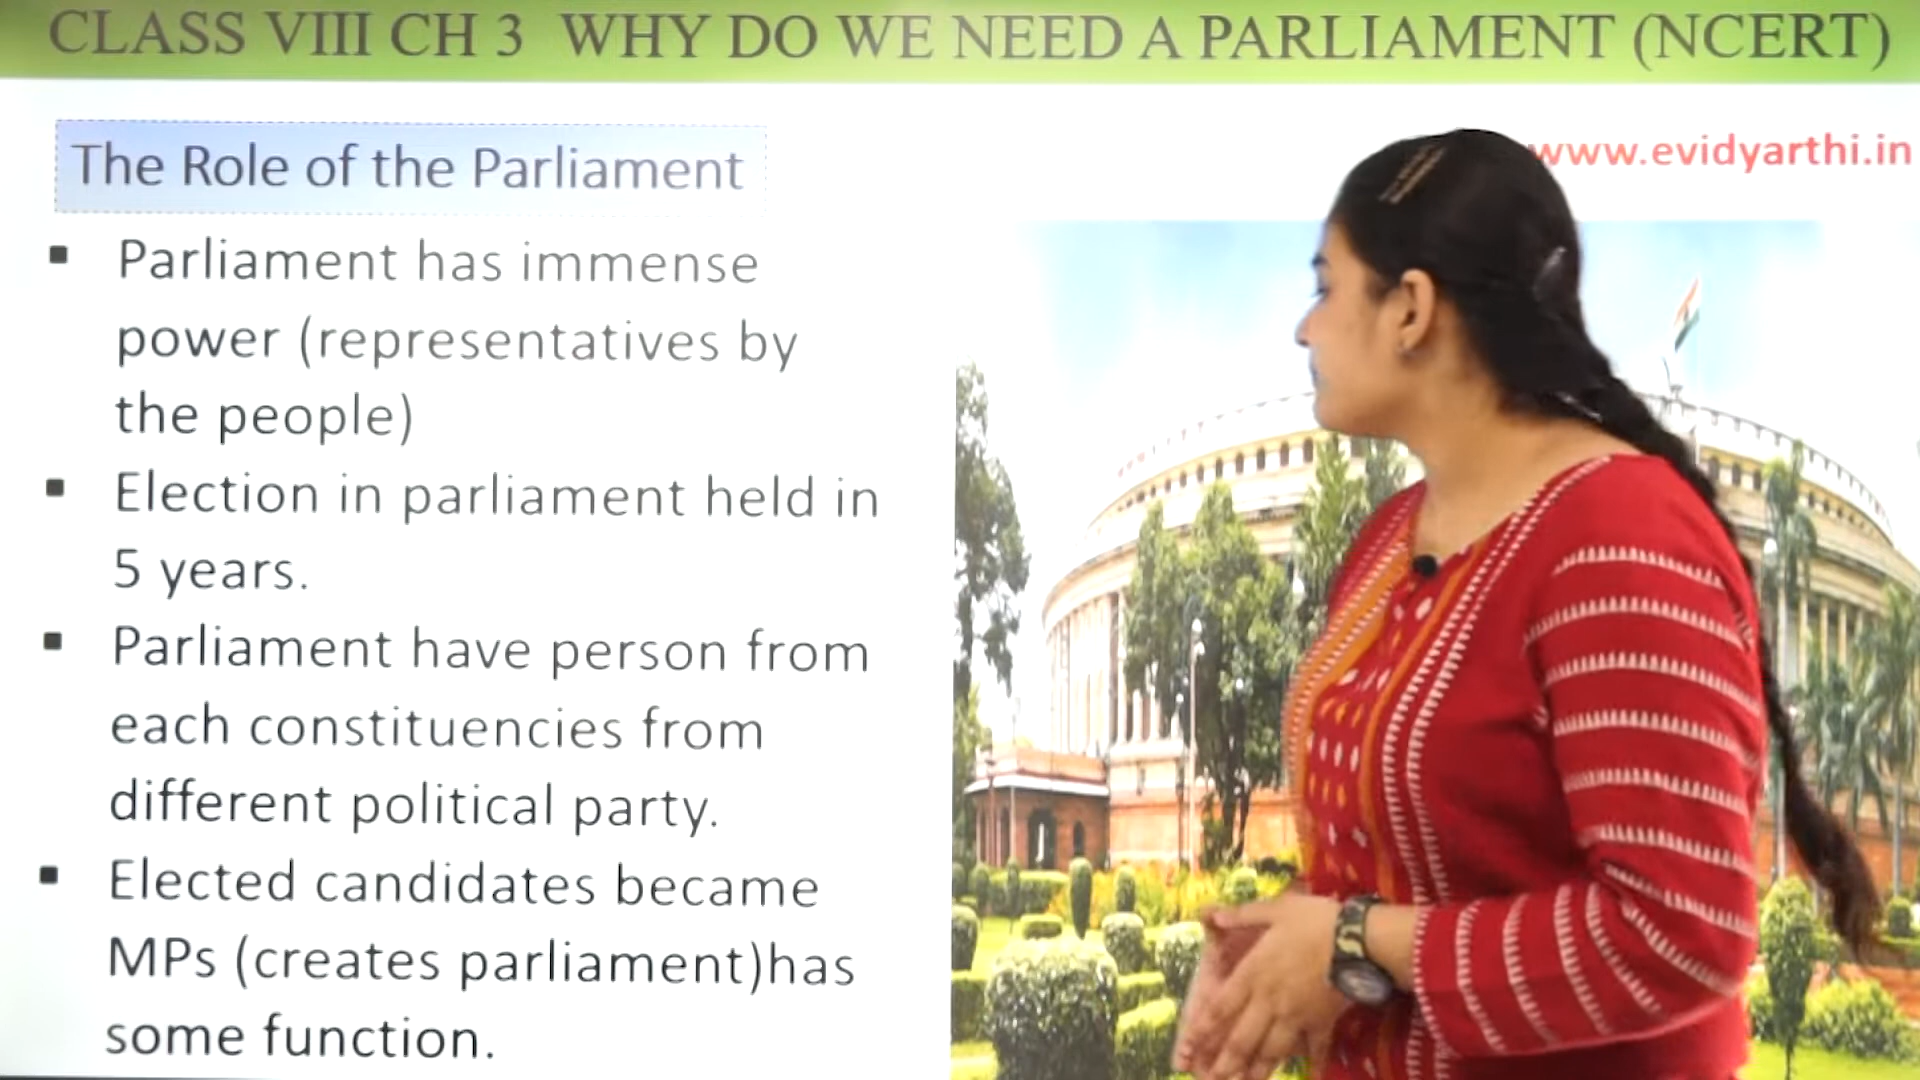 CLASS VIII CH 3 WHY DO WE NEED A PARLIAMENT (NCERT)
www.evidyarthi.in
The Role of the Parliament
▪ Parliament has immense
power (representatives by
the people)
▪ Election in parliament held in
5 years.
▪ Parliament have person from
each constituencies from
different political party.
▪ Elected candidates became
MPs (creates parliament)has
some function.